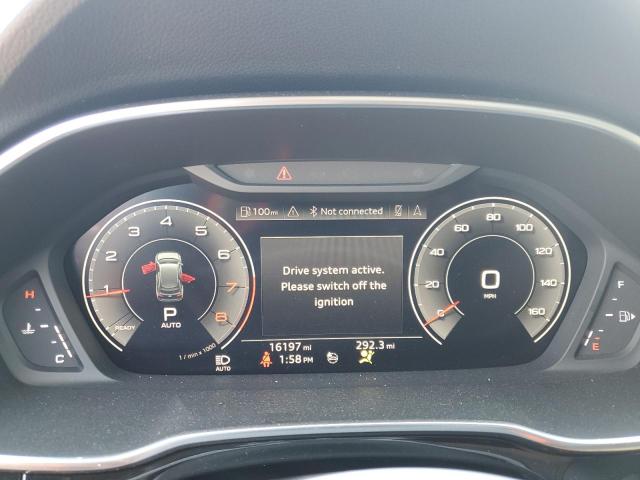 100mi Not connected
1 2 3 4 5 6 7 8
READY
P
AUTO
1 / min x 1000
Drive system active.
Please switch off the
ignition
0 20 40 60 80 100 120 140 160
0
MPH
H
C
F
E
16197 mi 292.3 mi
AUTO
1:58 PM